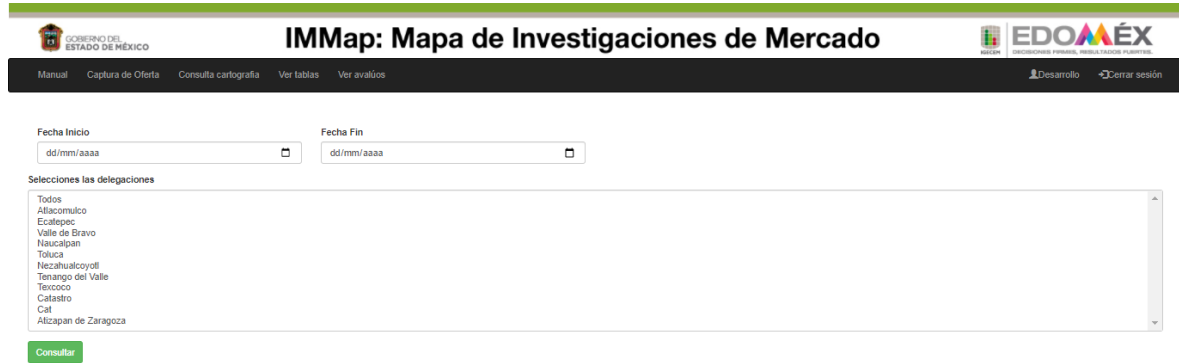 GOBIERNO DEL
ESTADO DE MÉXICO
IMMap: Mapa de Investigaciones de Mercado
IGECEM
EDOMÉX
DECISIONES FIRMES, RESULTADOS FUERTES.
Manual Captura de Oferta Consulta cartografia Ver tablas Ver avalúos Desarrollo Cerrar sesión
Fecha Inicio Fecha Fin
dd/mm/aaaa dd/mm/aaaa
Selecciones las delegaciones
Todos
Atlacomulco
Ecatepec
Valle de Bravo
Naucalpan
Toluca
Nezahualcoyotl
Tenango del Valle
Texcoco
Catastro
Cat
Atizapan de Zaragoza
Consultar